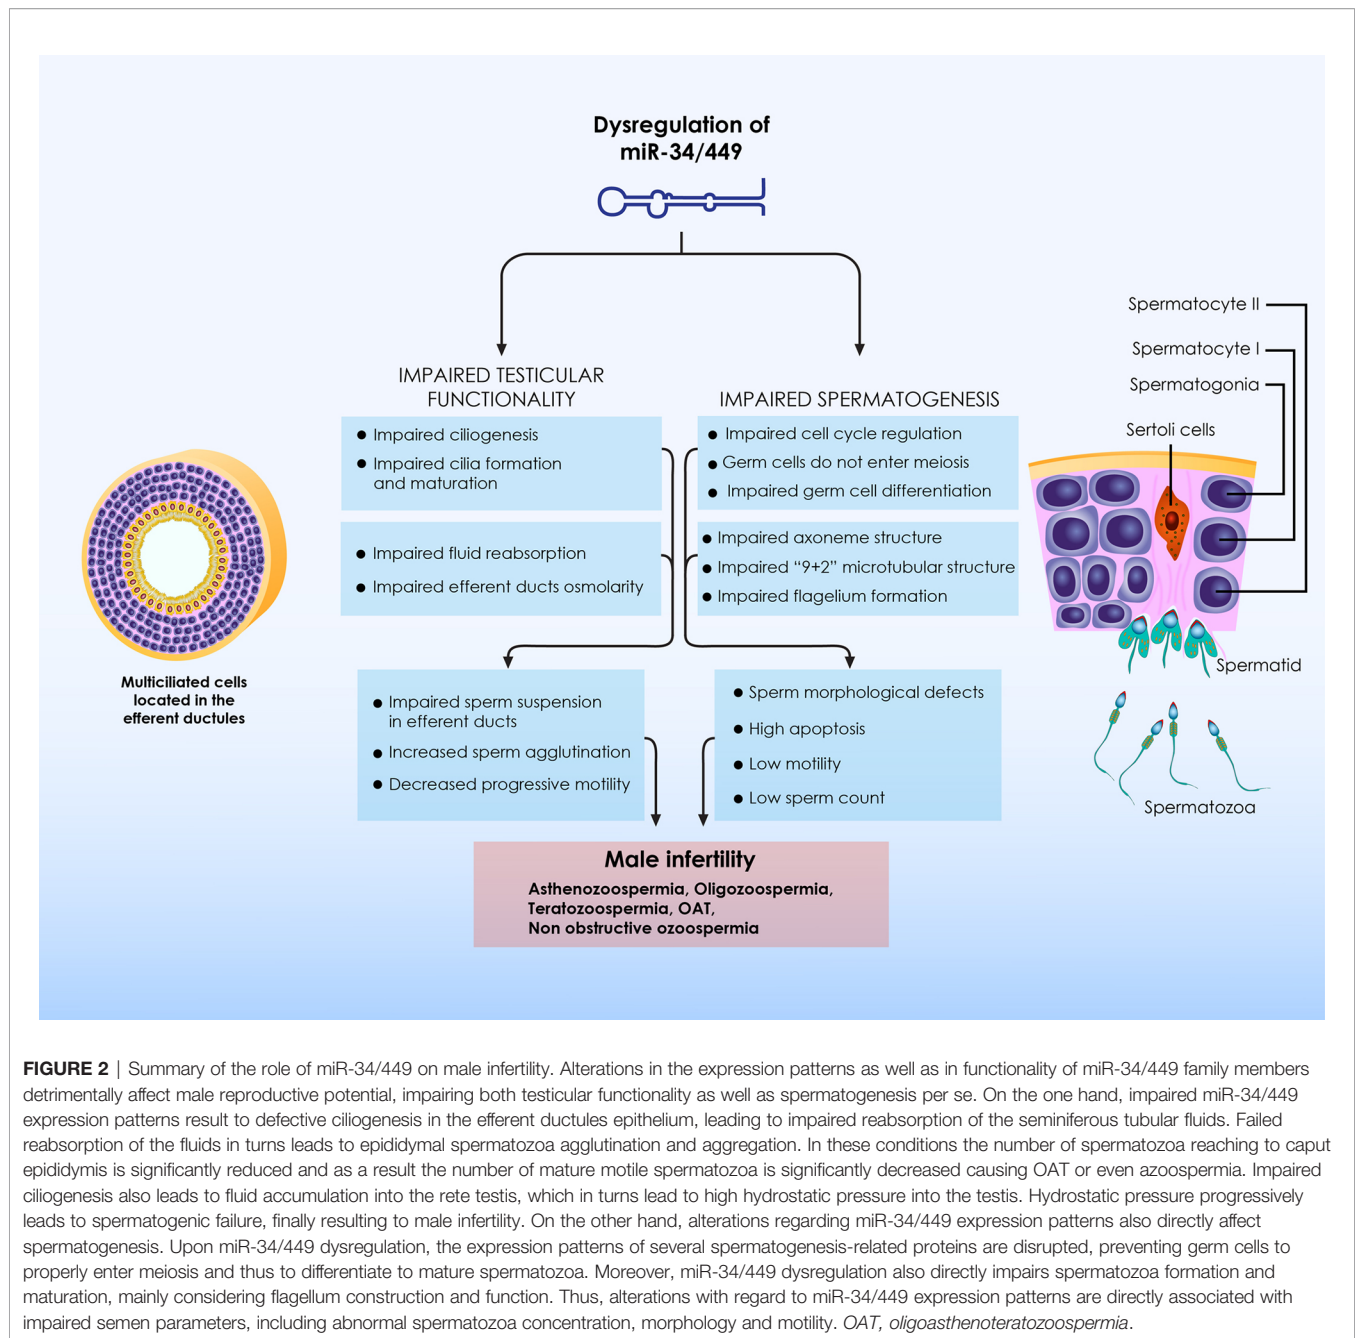 Dysregulation of
miR-34/449
IMPAIRED TESTICULAR
FUNCTIONALITY
● Impaired ciliogenesis
● Impaired cilia formation
and maturation
● Impaired fluid reabsorption
● Impaired efferent ducts osmolarity
● Impaired sperm suspension
in efferent ducts
● Increased sperm agglutination
● Decreased progressive motility
IMPAIRED SPERMATOGENESIS
● Impaired cell cycle regulation
● Germ cells do not enter meiosis
● Impaired germ cell differentiation
● Impaired axoneme structure
● Impaired “9+2” microtubular structure
● Impaired flagelium formation
● Sperm morphological defects
● High apoptosis
● Low motility
● Low sperm count
Male infertility
Asthenozoospermia, Oligozoospermia,
Teratozoospermia, OAT,
Non obstructive ozoospermia
Multiciliated cells
located in the
efferent ductules
Spermatocyte II
Spermatocyte I
Spermatogonia
Sertoli cells
Spermatid
Spermatozoa
FIGURE 2 | Summary of the role of miR-34/449 on male infertility. Alterations in the expression patterns as well as in functionality of miR-34/449 family members
detrimentally affect male reproductive potential, impairing both testicular functionality as well as spermatogenesis per se. On the one hand, impaired miR-34/449
expression patterns result to defective ciliogenesis in the efferent ductules epithelium, leading to impaired reabsorption of the seminiferous tubular fluids. Failed
reabsorption of the fluids in turns leads to epididymal spermatozoa agglutination and aggregation. In these conditions the number of spermatozoa reaching to caput
epididymis is significantly reduced and as a result the number of mature motile spermatozoa is significantly decreased causing OAT or even azoospermia. Impaired
ciliogenesis also leads to fluid accumulation into the rete testis, which in turns lead to high hydrostatic pressure into the testis. Hydrostatic pressure progressively
leads to spermatogenic failure, finally resulting to male infertility. On the other hand, alterations regarding miR-34/449 expression patterns also directly affect
spermatogenesis. Upon miR-34/449 dysregulation, the expression patterns of several spermatogenesis-related proteins are disrupted, preventing germ cells to
properly enter meiosis and thus to differentiate to mature spermatozoa. Moreover, miR-34/449 dysregulation also directly impairs spermatozoa formation and
maturation, mainly considering flagellum construction and function. Thus, alterations with regard to miR-34/449 expression patterns are directly associated with
impaired semen parameters, including abnormal spermatozoa concentration, morphology and motility. OAT, oligoasthenoteratozoospermia.